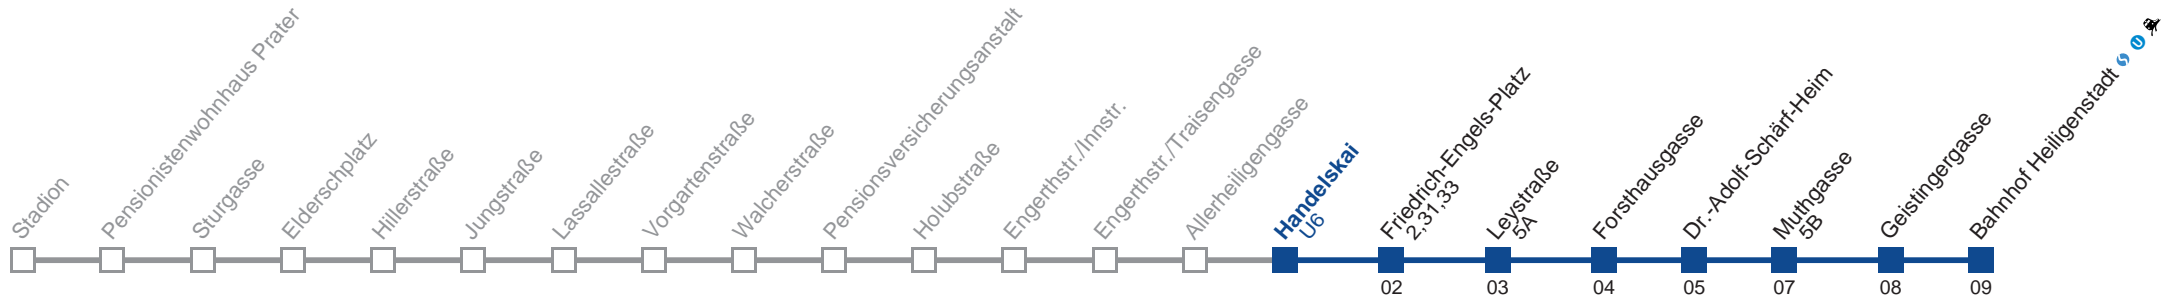 Stadion
Pensionistenwohnhaus Prater
Sturgasse
Elderschplatz
Hillerstraße
Jungstraße
Lassallestraße
Vorgartenstraße
Walcherstraße
Pensionsversicherungsanstalt
Holubstraße
Engerthstr./Innstr.
Engerthstr./Traisengasse
Allerheiligengasse
Handelskai
U6
Friedrich-Engels-Platz
2,31,33
Leystraße
5A
Forsthausgasse
Dr.-Adolf-Schärf-Heim
Muthgasse
5B
Geistingergasse
Bahnhof Heiligenstadt S U
02 03 04 05 07 08 09